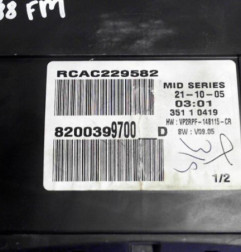 38 FM
RCAC229582
MID SERIES
21-10-05
03:01
351 1 0419
HW : VP2RPF-14B115-CR
8200399700 D
SW : V09.05
1/2